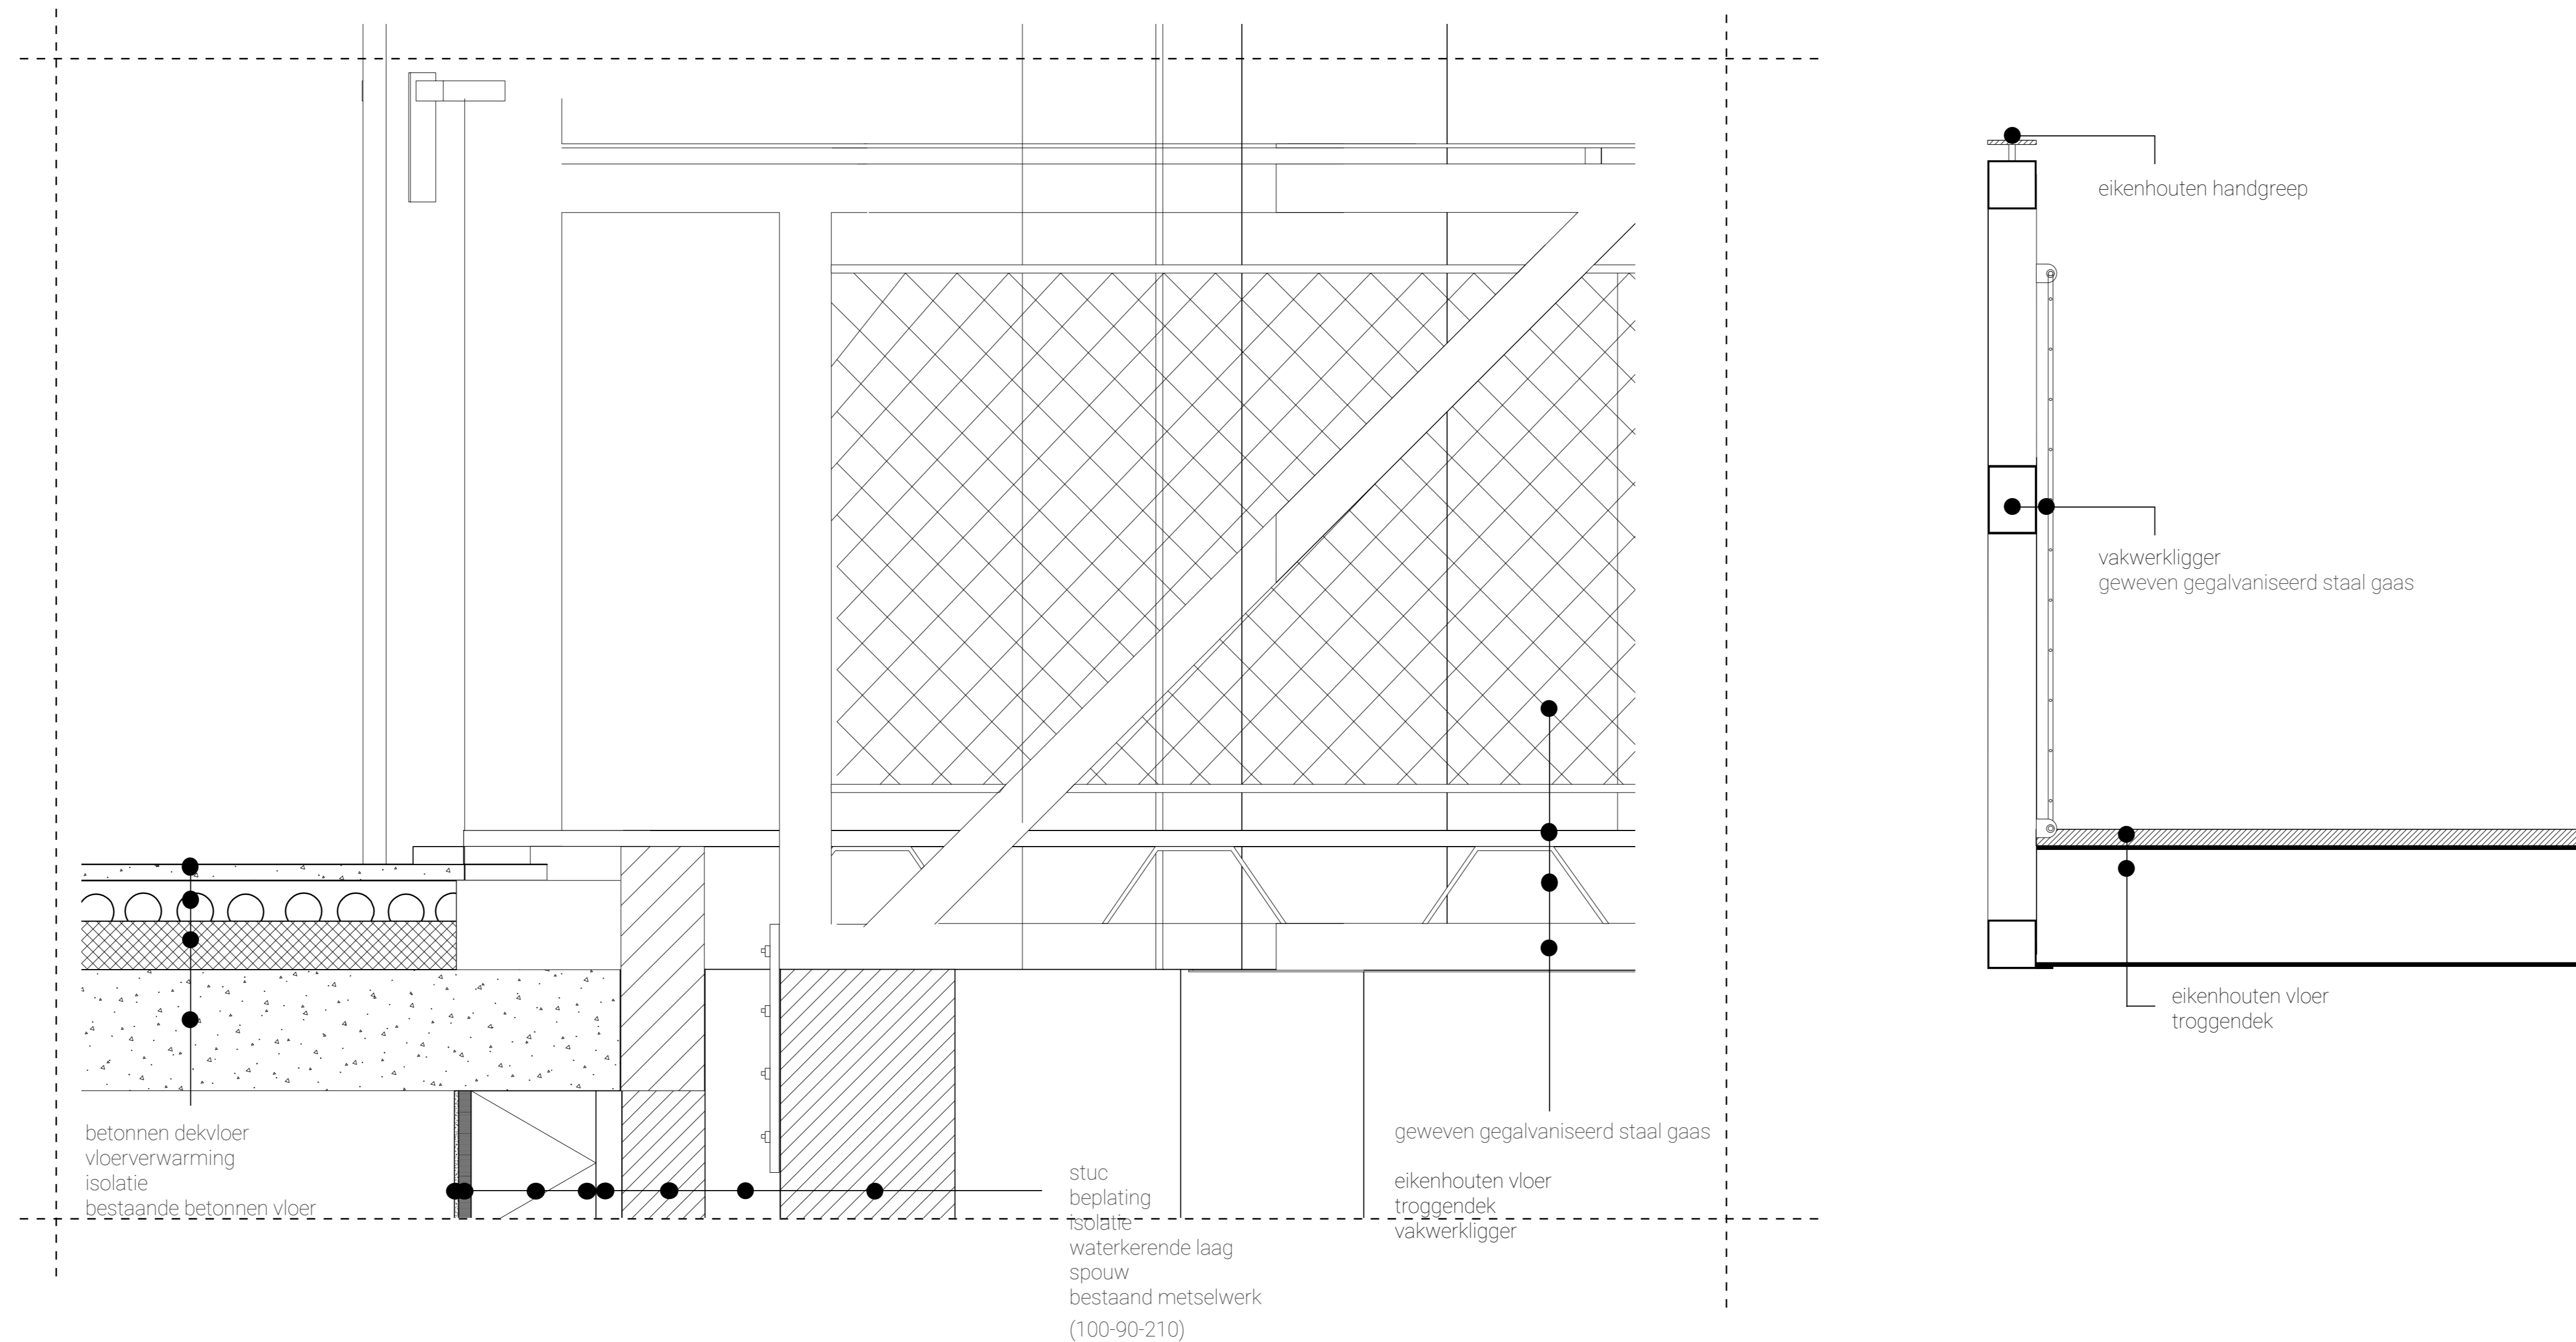 eikenhouten handgreep
vakwerkligger
geweven gegalvaniseerd staal gaas
eikenhouten vloer
troggendek
betonnen dekvloer
vloerverwarming
isolatie
bestaande betonnen vloer
stuc
beplating
isolatie
waterkerende laag
spouw
bestaand metselwerk
(100-90-210)
geweven gegalvaniseerd staal gaas
eikenhouten vloer
troggendek
vakwerkligger